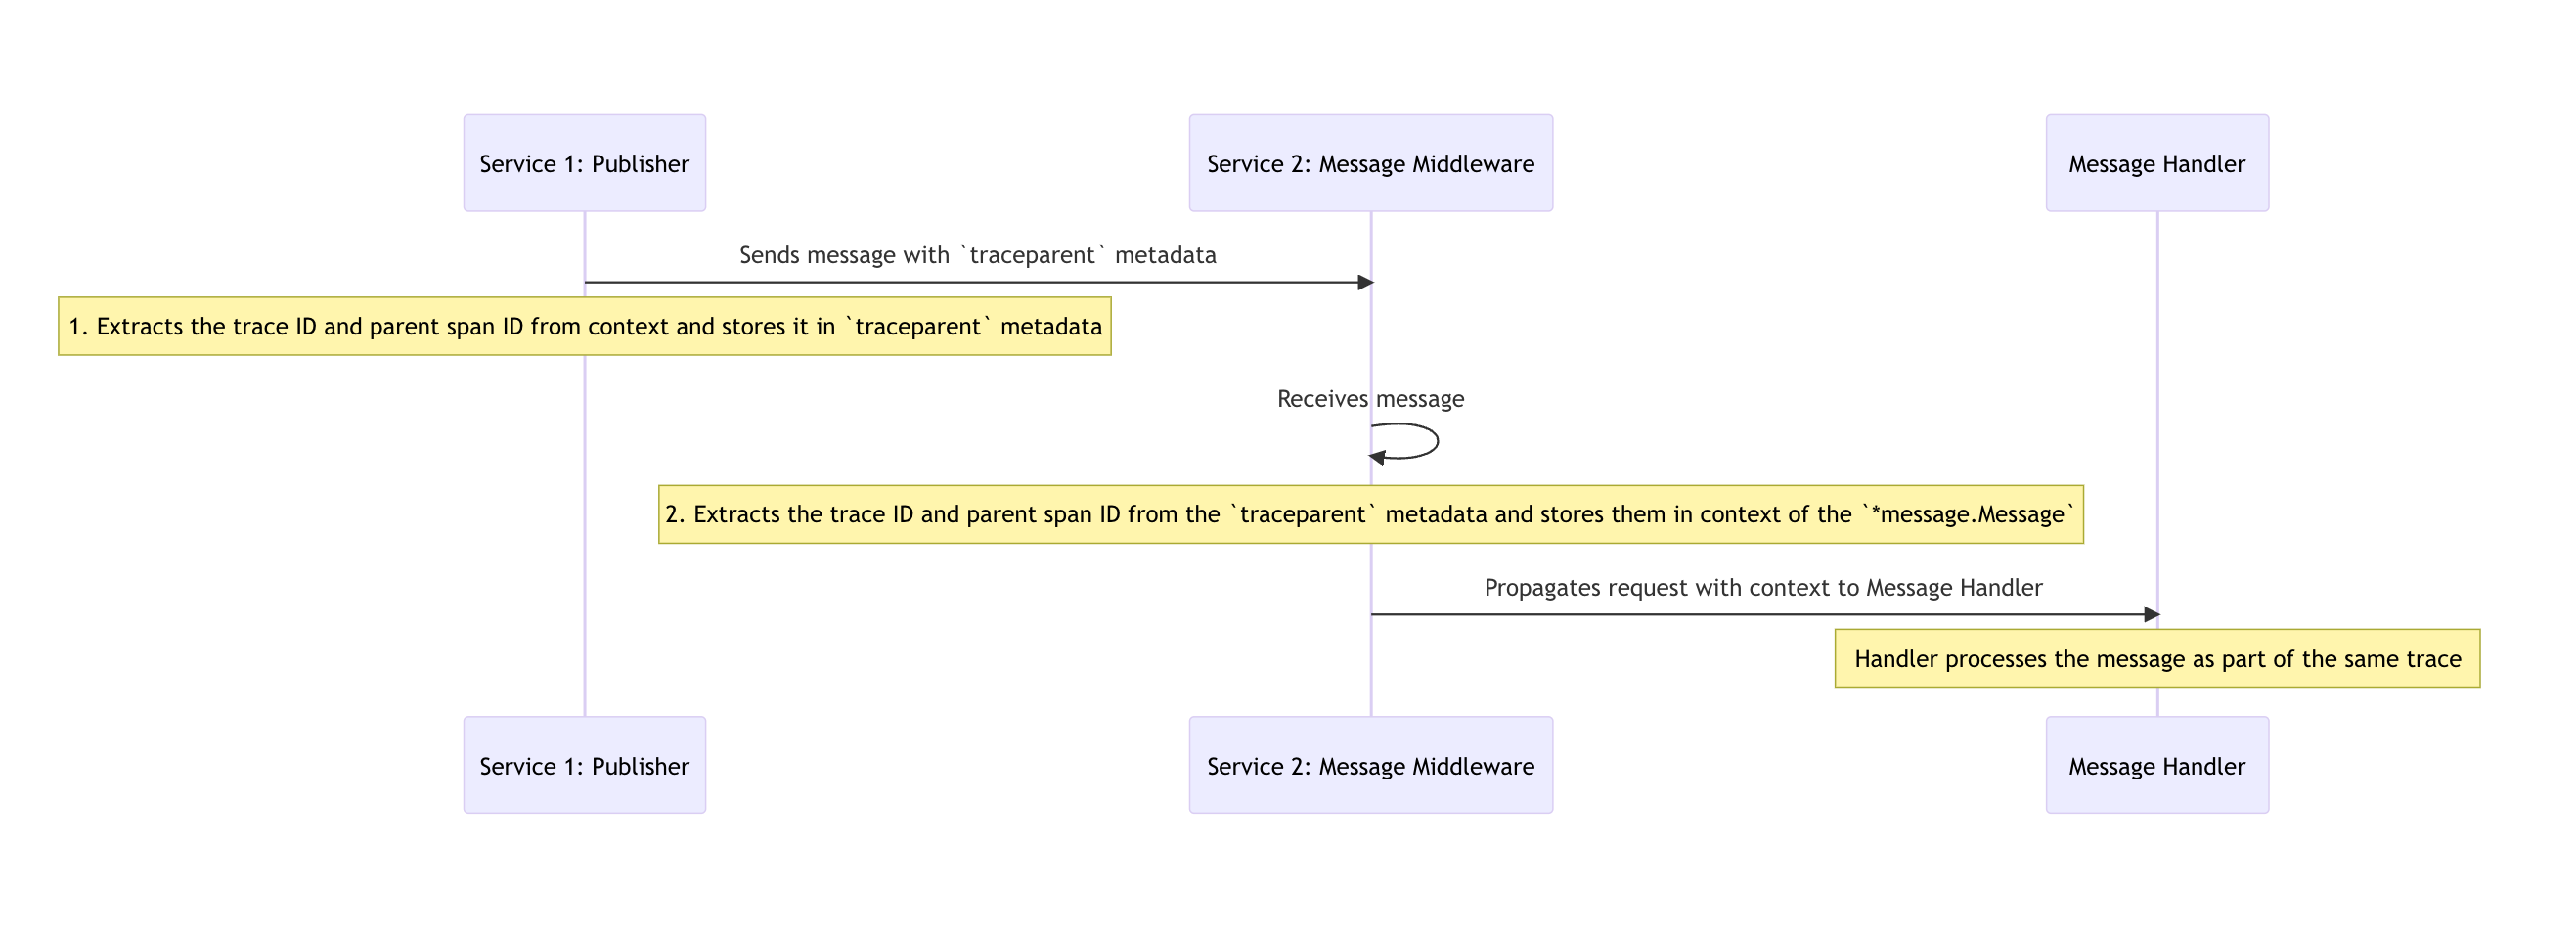 Service 1: Publisher
Service 2: Message Middleware
Message Handler
Sends message with `traceparent` metadata
1. Extracts the trace ID and parent span ID from context and stores it in `traceparent` metadata
Receives message
2. Extracts the trace ID and parent span ID from the `traceparent` metadata and stores them in context of the `*message.Message`
Propagates request with context to Message Handler
Handler processes the message as part of the same trace
Service 1: Publisher
Service 2: Message Middleware
Message Handler